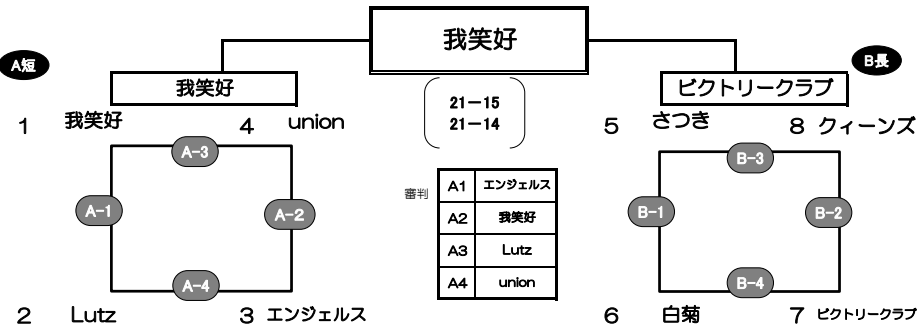 我笑好
A短
B長
我笑好
ビクトリークラブ
21－15
21－14
1 我笑好 4 union
5 さつき 8 クィーンズ
A-3
B-3
A-1
A-2
B-1
B-2
A-4
B-4
審判
A1 エンジェルス
A2 我笑好
A3 Lutz
A4 union
2 Lutz 3 エンジェルス
6 白菊 7 ビクトリークラブ